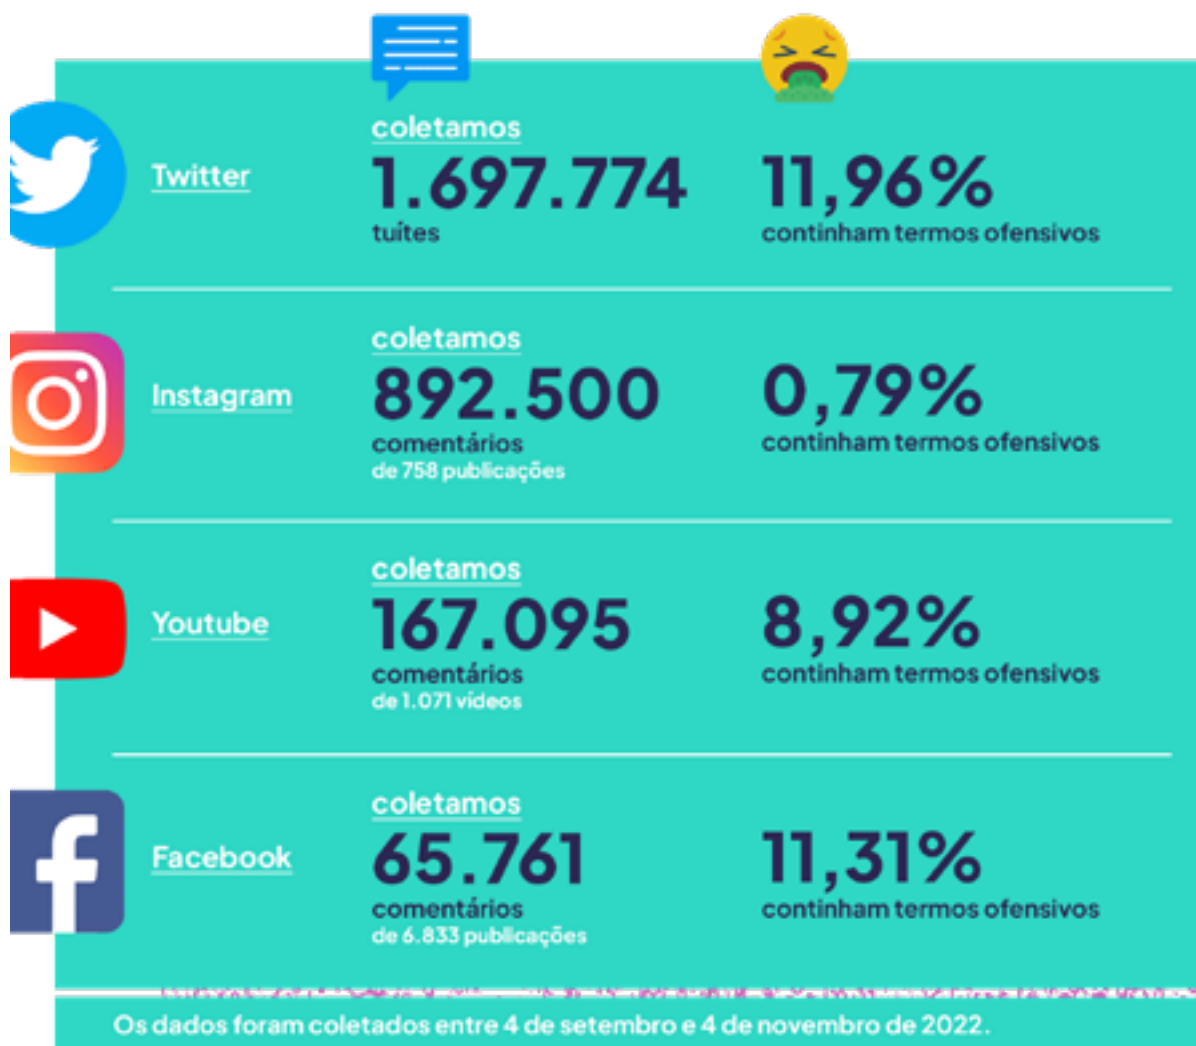 coletamos
Twitter
1.697.774
11,96%
tuítes
continham termos ofensivos
coletamos
Instagram
892.500
0,79%
comentários
continham termos ofensivos
de 758 publicações
coletamos
Youtube
167.095
8,92%
comentários
continham termos ofensivos
de 1.071 vídeos
coletamos
Facebook
65.761
11,31%
comentários
continham termos ofensivos
de 6.833 publicações
Os dados foram coletados entre 4 de setembro e 4 de novembro de 2022.